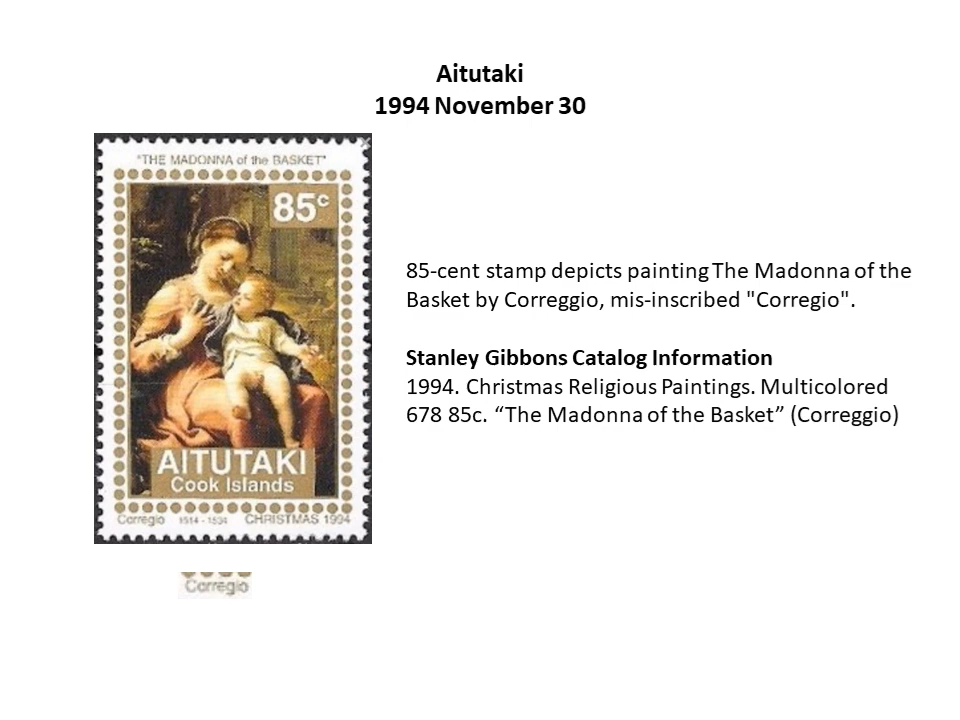 Aitutaki
1994 November 30
"THE MADONNA of the BASKET"
85c
AITUTAKI
Cook Islands
Corregio 1514 - 1534 CHRISTMAS 1994
Corregio
85-cent stamp depicts painting The Madonna of the
Basket by Correggio, mis-inscribed "Corregio".
Stanley Gibbons Catalog Information
1994. Christmas Religious Paintings. Multicolored
678 85c. “The Madonna of the Basket” (Correggio)